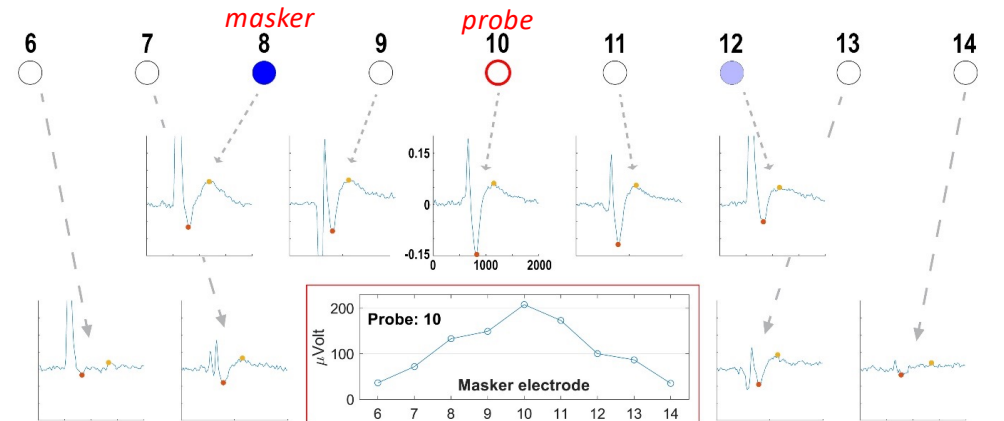 masker
probe
6 7 8 9 10 11 12 13 14
0.15
0
-0.15
0 1000 2000
200
100
0
μVolt
Probe: 10
Masker electrode
6 7 8 9 10 11 12 13 14